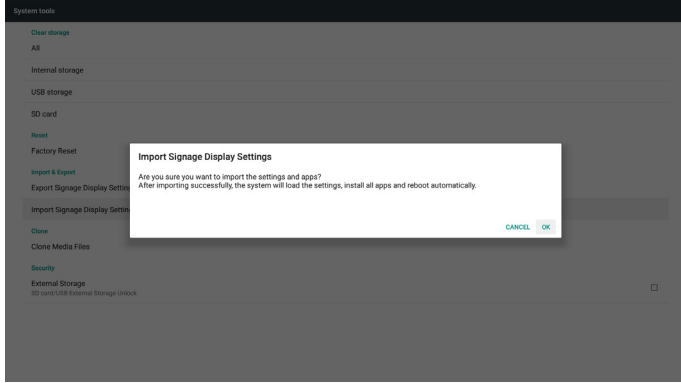 System tools
Clear storage
All
Internal storage
USB storage
SD card
Reset
Factory Reset
Import & Export
Export Signage Display Setting
Import Signage Display Settin
Clone
Clone Media Files
Security
External Storage
SD card/USB External Storage Unlock
Import Signage Display Settings
Are you sure you want to import the settings and apps?
After importing successfully, the system will load the settings, install all apps and reboot automatically.
CANCEL OK